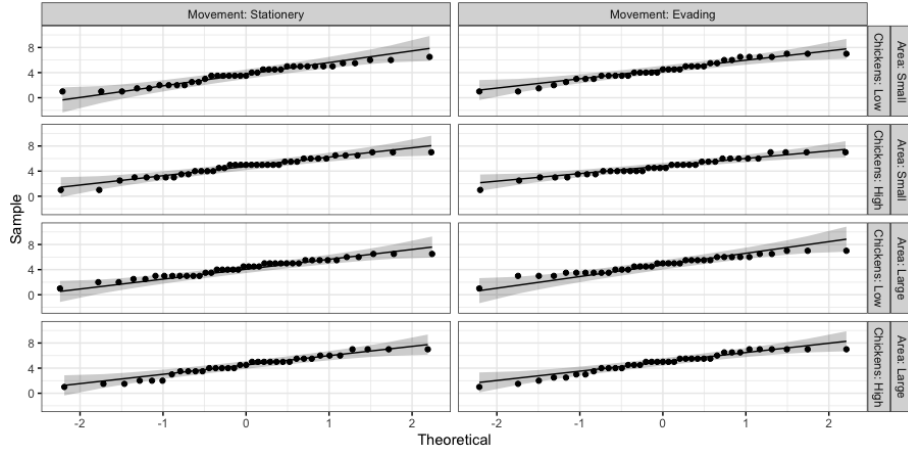 Movement: Stationery
Movement: Evading
8
4
0
Chickens: Low
Area: Small
8
4
0
Chickens: High
Area: Small
Sample
8
4
0
Chickens: Low
Area: Large
8
4
0
Chickens: High
Area: Large
-2 -1 0 1 2
-2 -1 0 1 2
Theoretical